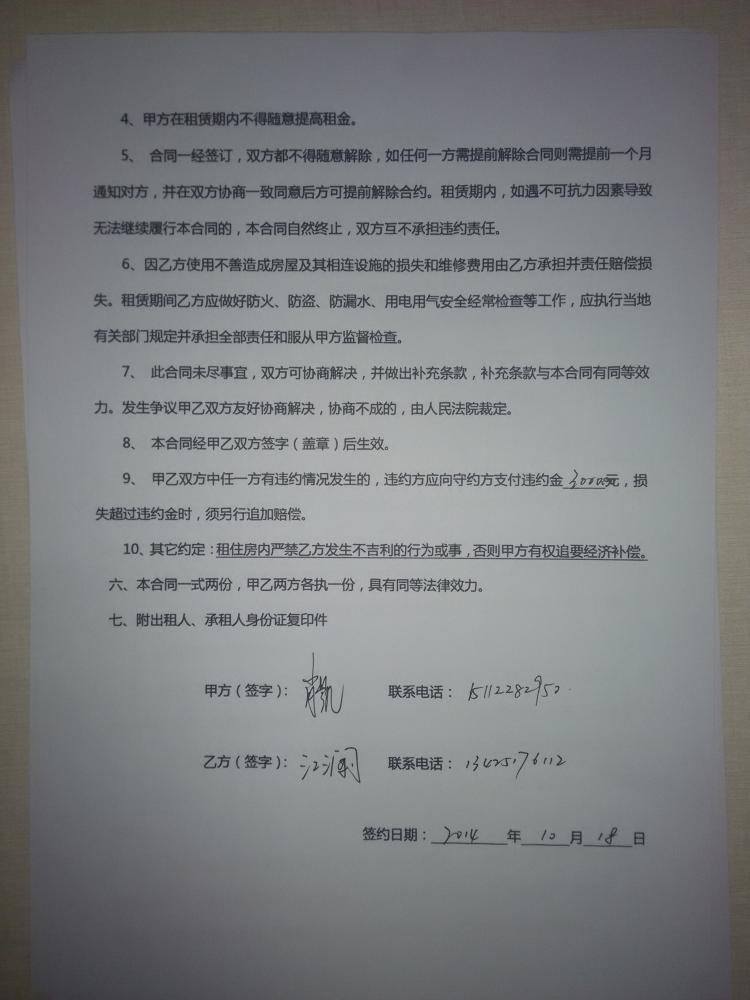 4、甲方在租赁期内不得随意提高租金。
5、 合同一经签订，双方都不得随意解除，如任何一方需提前解除合同则需提前一个月
通知对方，并在双方协商一致同意后方可提前解除合约。租赁期内，如遇不可抗力因素导致
无法继续履行本合同的，本合同自然终止，双方互不承担违约责任。
6、因乙方使用不善造成房屋及其相连设施的损失和维修费用由乙方承担并责任赔偿损
失。租赁期间乙方应做好防火、防盗、防漏水、用电用气安全经常检查等工作，应执行当地
有关部门规定并承担全部责任和服从甲方监督检查。
7、 此合同未尽事宜，双方可协商解决，并做出补充条款，补充条款与本合同有同等效
力。发生争议甲乙双方友好协商解决，协商不成的，由人民法院裁定。
8、 本合同经甲乙双方签字（盖章）后生效。
9、 甲乙双方中任一方有违约情况发生的，违约方应向守约方支付违约金 元，损
失超过违约金时，须另行追加赔偿。
10、其它约定：租住房内严禁乙方发生不吉利的行为或事，否则甲方有权追要经济补偿。
六、本合同一式两份，甲乙两方各执一份，具有同等法律效力。
七、附出租人、承租人身份证复印件
甲方（签字）： 联系电话：15112282950
乙方（签字）：江澜 联系电话：13425176112
签约日期：2014 年 10 月 18 日